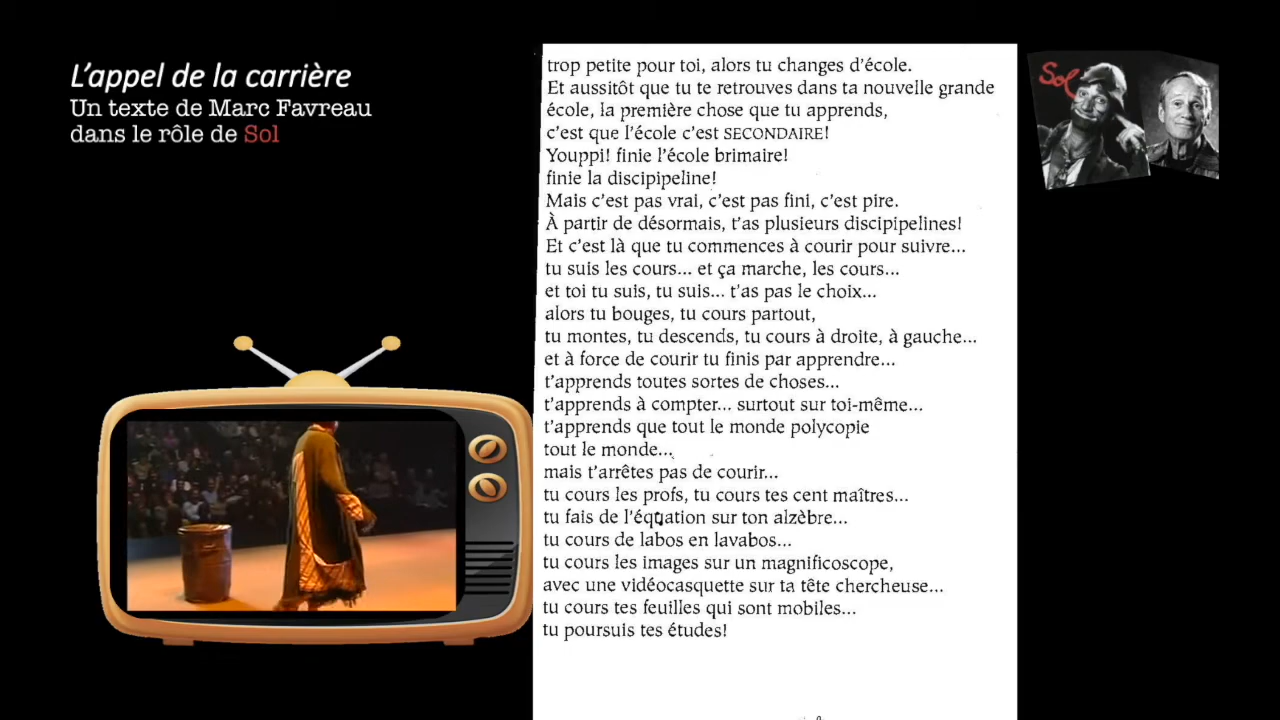 L'appel de la carrière
Un texte de Marc Favreau
dans le rôle de Sol
trop petite pour toi, alors tu changes d'école.
Et aussitôt que tu te retrouves dans ta nouvelle grande
école, la première chose que tu apprends,
c'est que l'école c'est SECONDAIRE!
Youppi! finie l'école brimaire!
finie la discipipeline!
Mais c'est pas vrai, c'est pas fini, c'est pire.
À partir de désormais, t'as plusieurs discipipelines!
Et c'est là que tu commences à courir pour suivre...
tu suis les cours... et ça marche, les cours...
et toi tu suis, tu suis... t'as pas le choix...
alors tu bouges, tu cours partout,
tu montes, tu descends, tu cours à droite, à gauche...
et à force de courir tu finis par apprendre...
t'apprends toutes sortes de choses...
t'apprends à compter... surtout sur toi-même...
t'apprends que tout le monde polycopie
tout le monde...
mais t'arrêtes pas de courir...
tu cours les profs, tu cours tes cent maîtres...
tu fais de l'équation sur ton alzèbre...
tu cours de labos en lavabos...
tu cours les images sur un magnificoscope,
avec une vidéocasquette sur ta tête chercheuse...
tu cours tes feuilles qui sont mobiles...
tu poursuis tes études!
Sol